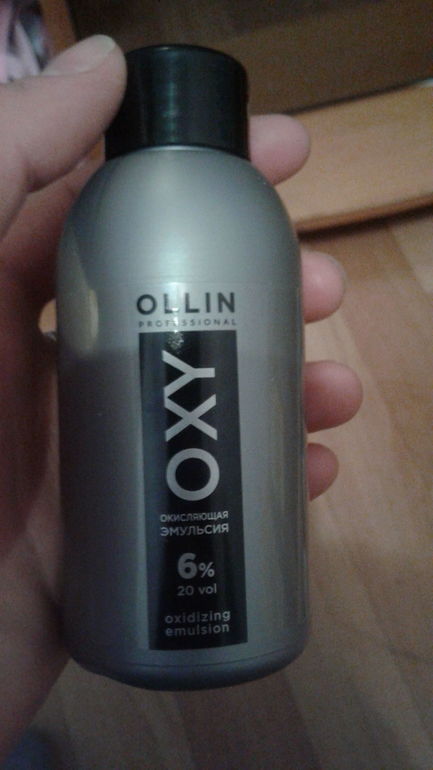 OLLIN
PROFESSIONAL
OXY
ОКИСЛЯЮЩАЯ
ЭМУЛЬСИЯ
6%
20 vol
oxidizing
emulsion